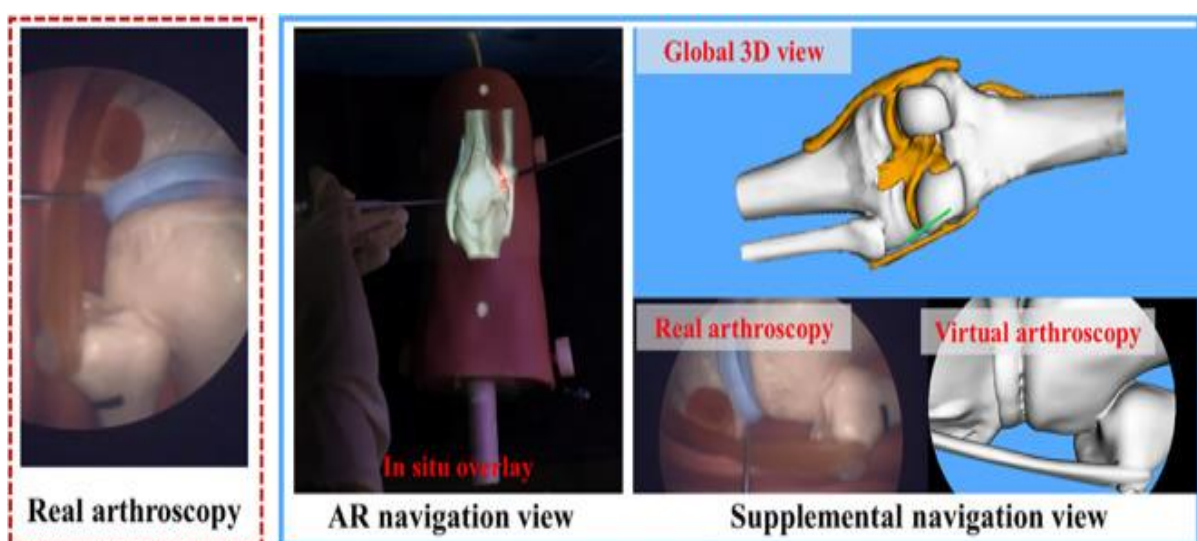 Global 3D view
Real arthroscopy
Virtual arthroscopy
In situ overlay
Real arthroscopy
AR navigation view
Supplemental navigation view